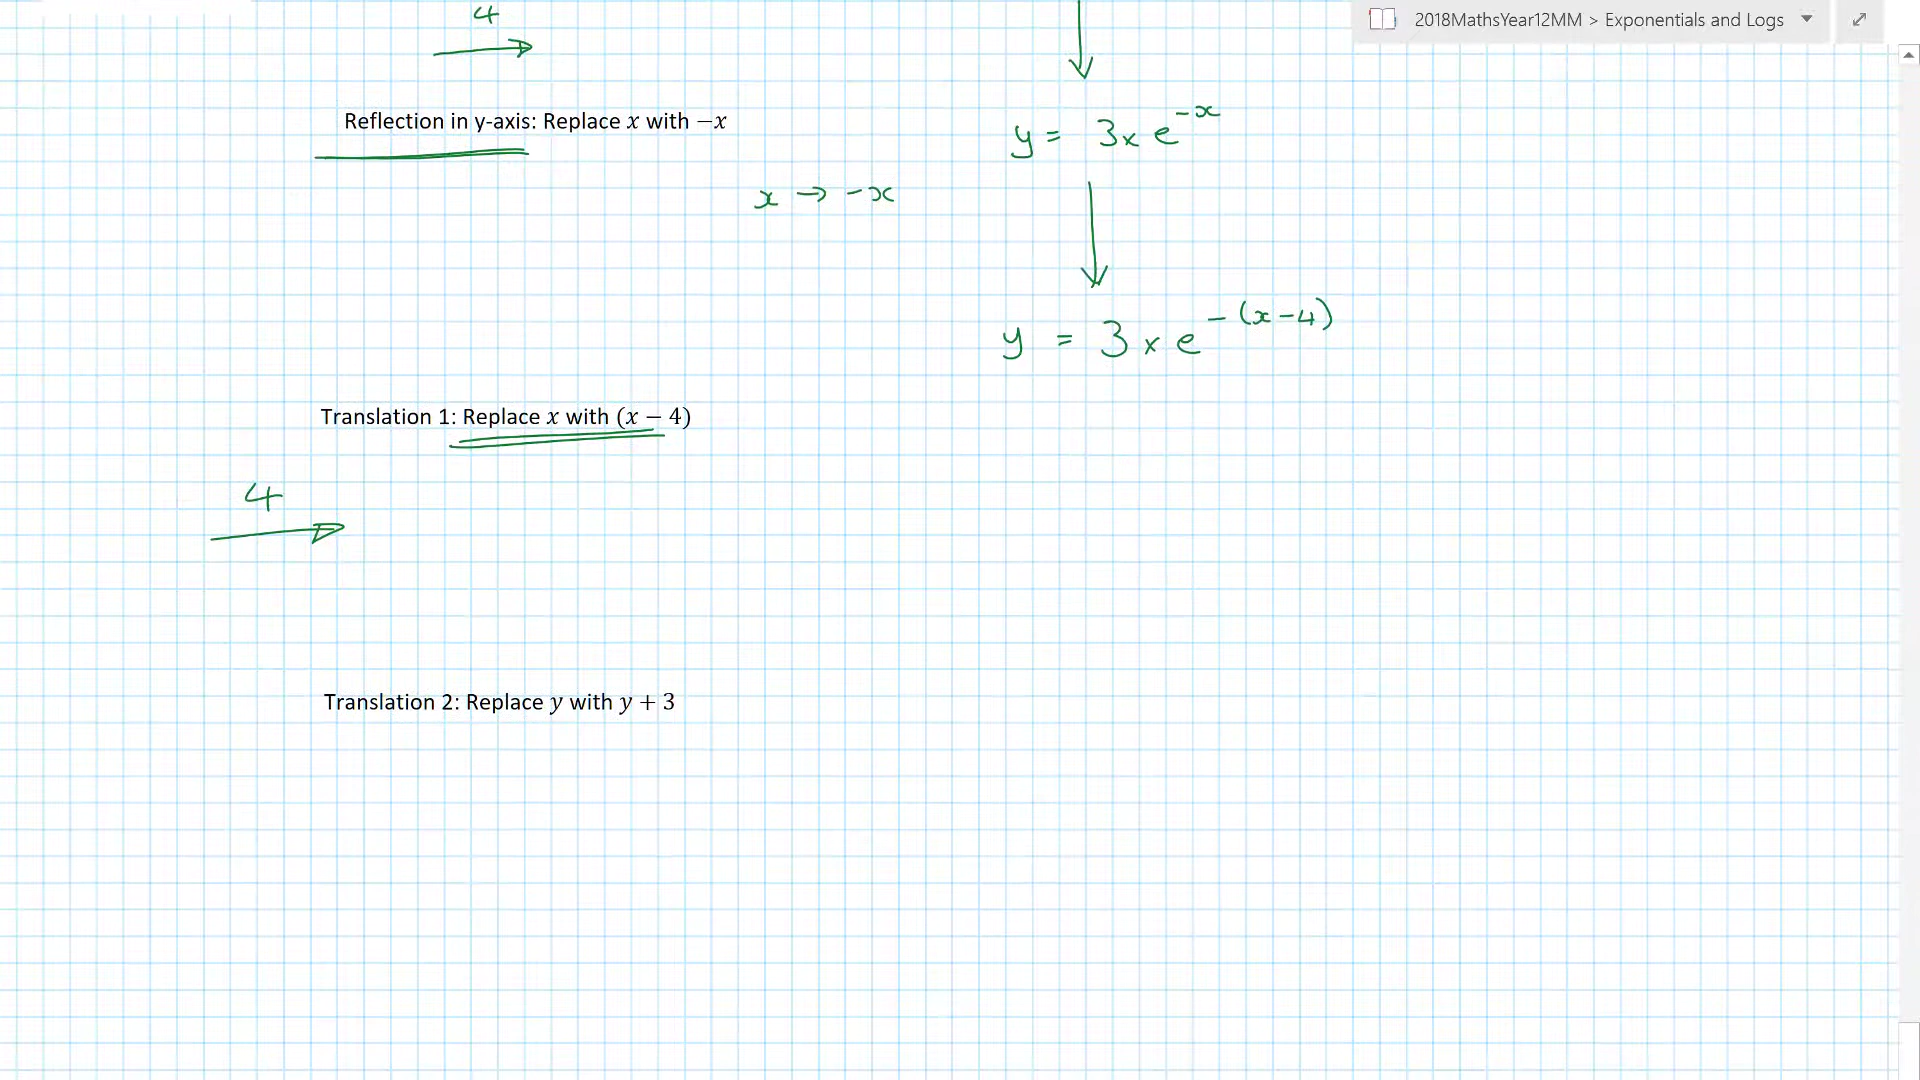 2018MathsYear12MM > Exponentials and Logs
4
Reflection in y-axis: Replace x with −x
y = 3 x e^{-x}
x → -x
y = 3 x e^{-(x-4)}
Translation 1: Replace x with (x − 4)
4
Translation 2: Replace y with y + 3